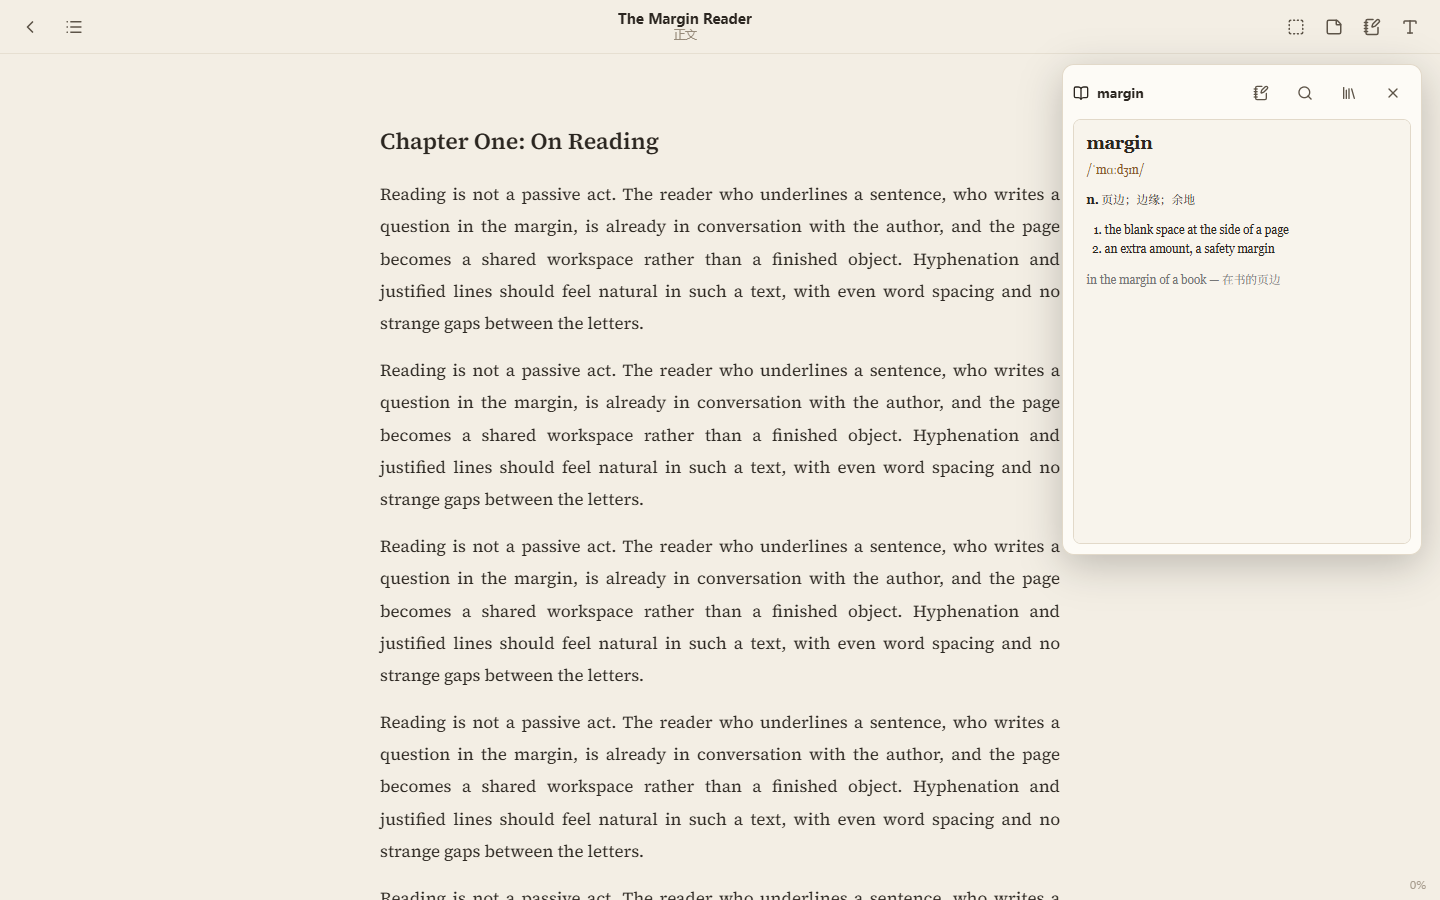 The Margin Reader
正文
Chapter One: On Reading
Reading is not a passive act. The reader who underlines a sentence, who writes a
question in the margin, is already in conversation with the author, and the page
becomes a shared workspace rather than a finished object. Hyphenation and
justified lines should feel natural in such a text, with even word spacing and no
strange gaps between the letters.
Reading is not a passive act. The reader who underlines a sentence, who writes a
question in the margin, is already in conversation with the author, and the page
becomes a shared workspace rather than a finished object. Hyphenation and
justified lines should feel natural in such a text, with even word spacing and no
strange gaps between the letters.
Reading is not a passive act. The reader who underlines a sentence, who writes a
question in the margin, is already in conversation with the author, and the page
becomes a shared workspace rather than a finished object. Hyphenation and
justified lines should feel natural in such a text, with even word spacing and no
strange gaps between the letters.
Reading is not a passive act. The reader who underlines a sentence, who writes a
question in the margin, is already in conversation with the author, and the page
becomes a shared workspace rather than a finished object. Hyphenation and
justified lines should feel natural in such a text, with even word spacing and no
strange gaps between the letters.
Reading is not a passive act. The reader who underlines a sentence, who writes a
margin
margin
/ˈmɑːdʒɪn/
n. 页边；边缘；余地
1. the blank space at the side of a page
2. an extra amount, a safety margin
in the margin of a book — 在书的页边
0%